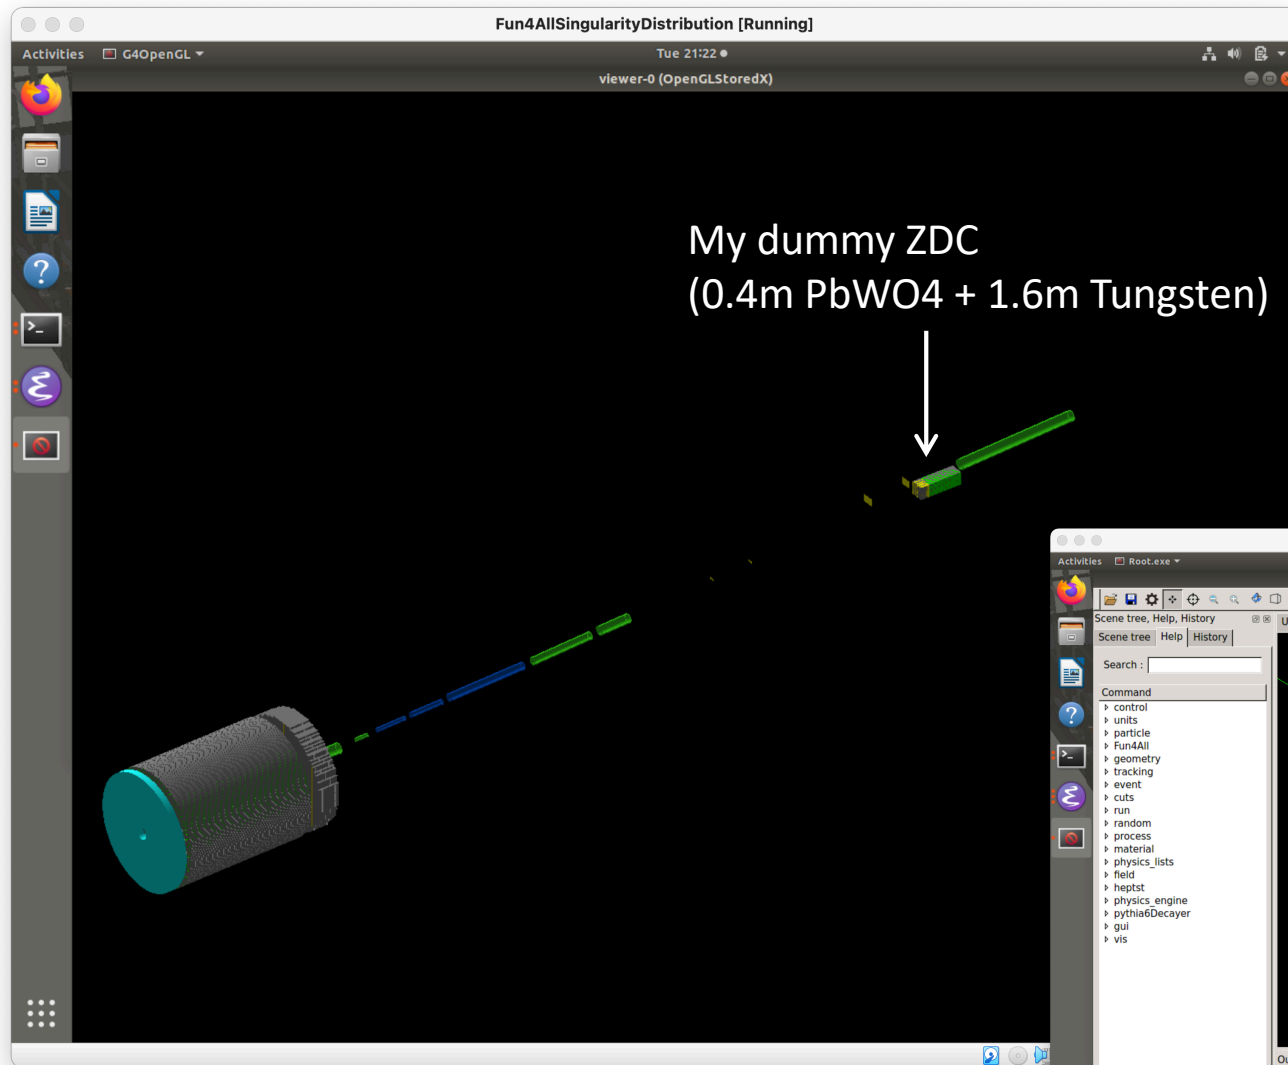 Fun4AllSingularityDistribution [Running]
Activities G4OpenGL Tue 21:22
viewer-0 (OpenGLStoredX)
My dummy ZDC
(0.4m PbWO4 + 1.6m Tungsten)
Activities Root.exe
Scene tree, Help, History
Scene tree Help History
Search :
Command
control
units
particle
Fun4All
geometry
tracking
event
cuts
run
random
process
material
physics_lists
field
heptst
physics_engine
pythia6Decayer
gui
vis